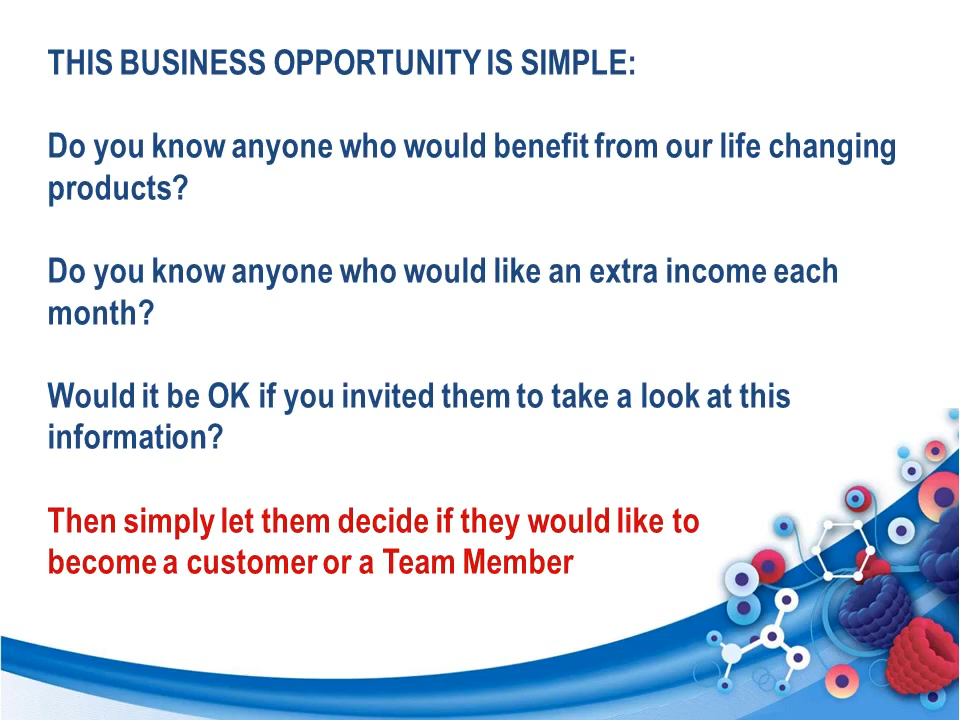 THIS BUSINESS OPPORTUNITY IS SIMPLE:
Do you know anyone who would benefit from our life changing
products?
Do you know anyone who would like an extra income each
month?
Would it be OK if you invited them to take a look at this
information?
Then simply let them decide if they would like to
become a customer or a Team Member